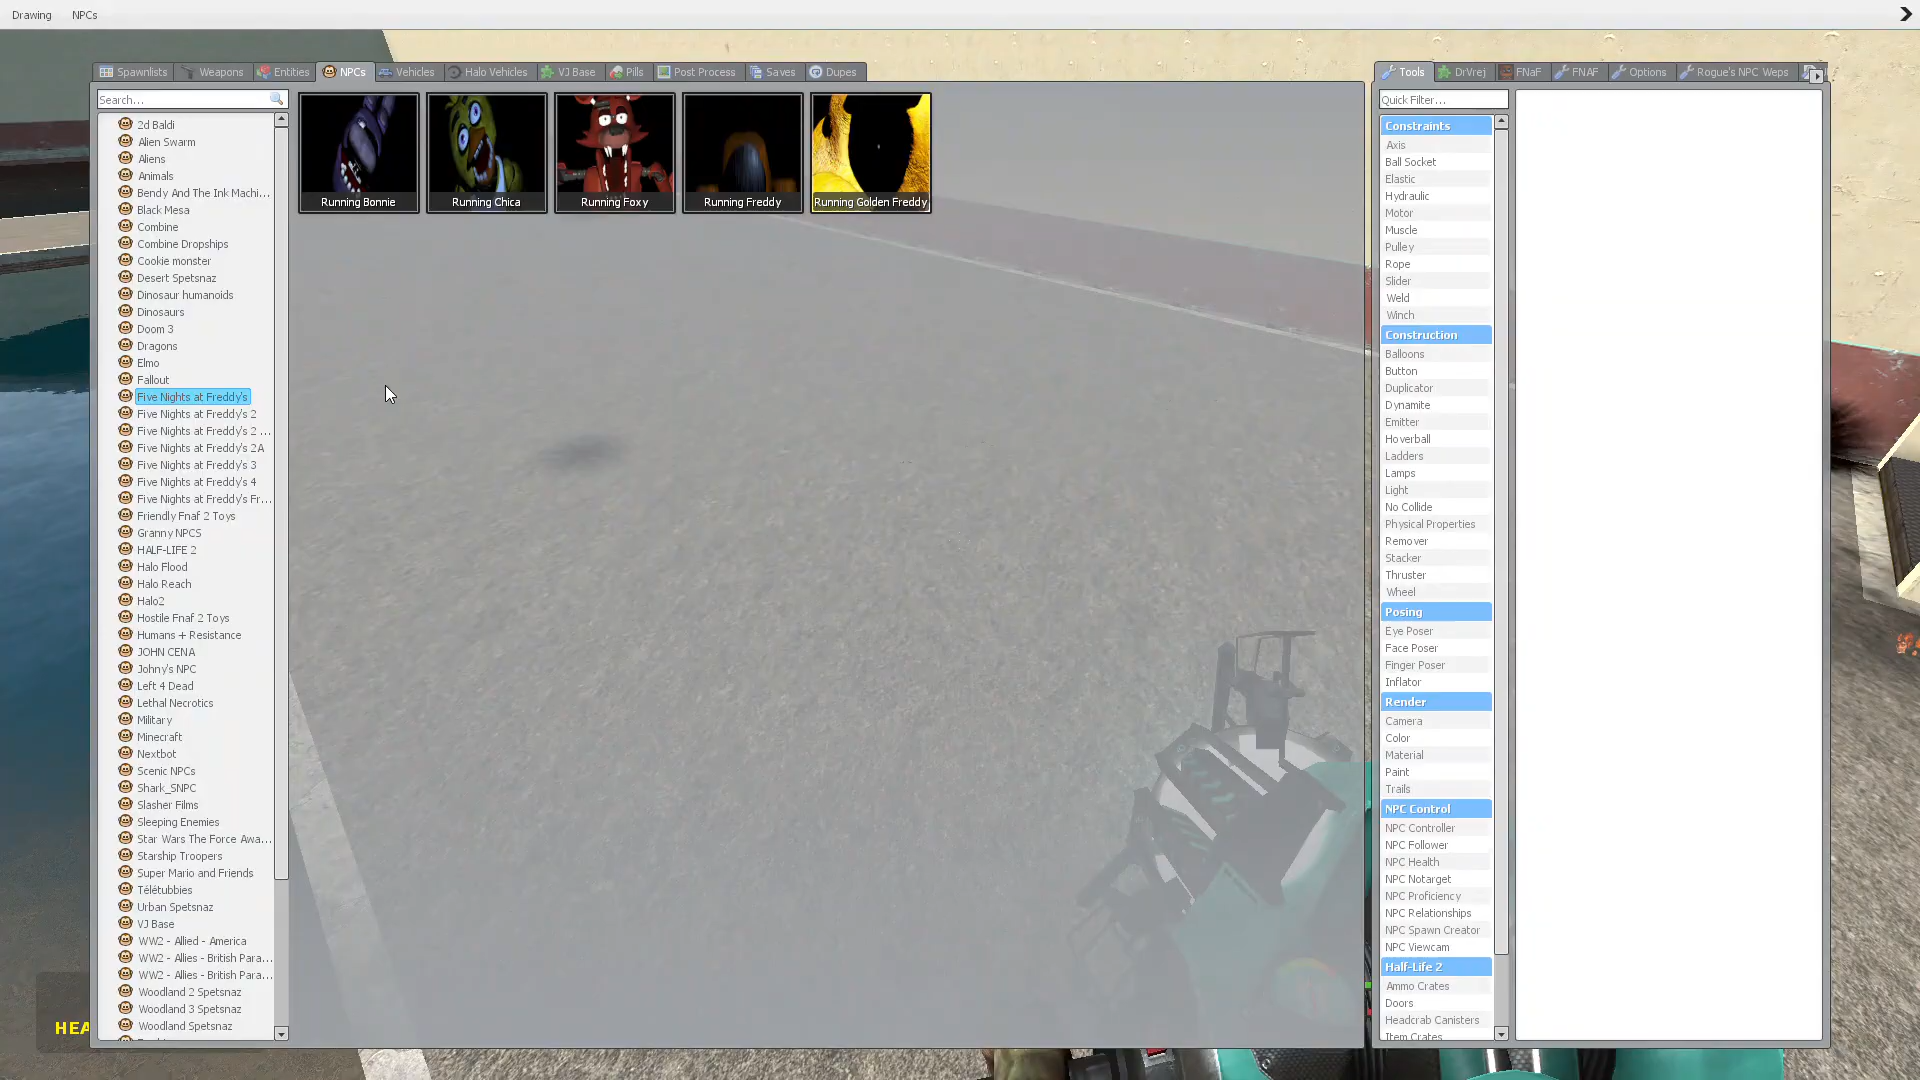 Drawing NPCs
Spawnlists Weapons Entities NPCs Vehicles Halo Vehicles VJ Base Pills Post Process Saves Dupes
Search...
2d Baldi
Alien Swarm
Aliens
Animals
Bendy And The Ink Machi...
Black Mesa
Combine
Combine Dropships
Cookie monster
Desert Spetsnaz
Dinosaur humanoids
Dinosaurs
Doom 3
Dragons
Elmo
Fallout
Five Nights at Freddy's
Five Nights at Freddy's 2
Five Nights at Freddy's 2 ...
Five Nights at Freddy's 2A
Five Nights at Freddy's 3
Five Nights at Freddy's 4
Five Nights at Freddy's Fr...
Friendly Fnaf 2 Toys
Granny NPCS
HALF-LIFE 2
Halo Flood
Halo Reach
Halo2
Hostile Fnaf 2 Toys
Humans + Resistance
JOHN CENA
Johny's NPC
Left 4 Dead
Lethal Necrotics
Military
Minecraft
Nextbot
Scenic NPCs
Shark_SNPC
Slasher Films
Sleeping Enemies
Star Wars The Force Awa...
Starship Troopers
Super Mario and Friends
Télétubbies
Urban Spetsnaz
VJ Base
WW2 - Allied - America
WW2 - Allies - British Para...
WW2 - Allies - British Para...
Woodland 2 Spetsnaz
Woodland 3 Spetsnaz
Woodland Spetsnaz
Running Bonnie
Running Chica
Running Foxy
Running Freddy
Running Golden Freddy
HEA
Tools DrVrej FNaF FNAF Options Rogue's NPC Weps
Quick Filter...
Constraints
Axis
Ball Socket
Elastic
Hydraulic
Motor
Muscle
Pulley
Rope
Slider
Weld
Winch
Construction
Balloons
Button
Duplicator
Dynamite
Emitter
Hoverball
Ladders
Lamps
Light
No Collide
Physical Properties
Remover
Stacker
Thruster
Wheel
Posing
Eye Poser
Face Poser
Finger Poser
Inflator
Render
Camera
Color
Material
Paint
Trails
NPC Control
NPC Controller
NPC Follower
NPC Health
NPC Notarget
NPC Proficiency
NPC Relationships
NPC Spawn Creator
NPC Viewcam
Half-Life 2
Ammo Crates
Doors
Headcrab Canisters
Item Crates